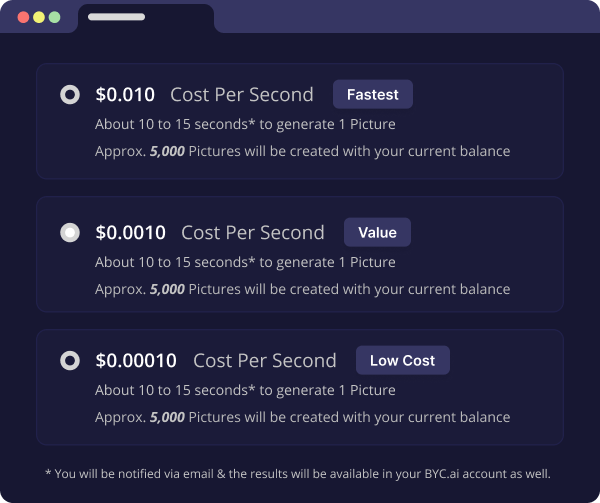 $0.010 Cost Per Second Fastest
About 10 to 15 seconds* to generate 1 Picture
Approx. 5,000 Pictures will be created with your current balance
$0.0010 Cost Per Second Value
About 10 to 15 seconds* to generate 1 Picture
Approx. 5,000 Pictures will be created with your current balance
$0.00010 Cost Per Second Low Cost
About 10 to 15 seconds* to generate 1 Picture
Approx. 5,000 Pictures will be created with your current balance
* You will be notified via email & the results will be available in your BYC.ai account as well.